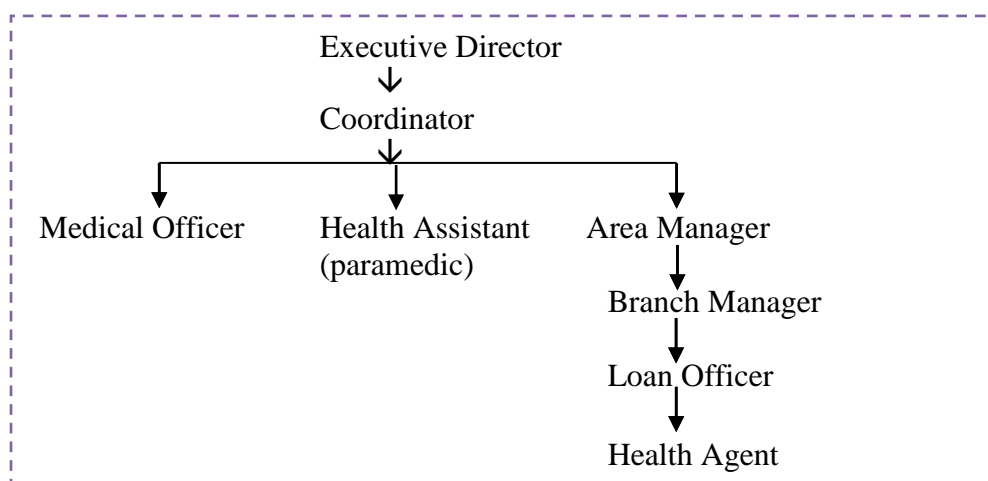 Executive Director
Coordinator
Medical Officer
Health Assistant
(paramedic)
Area Manager
Branch Manager
Loan Officer
Health Agent